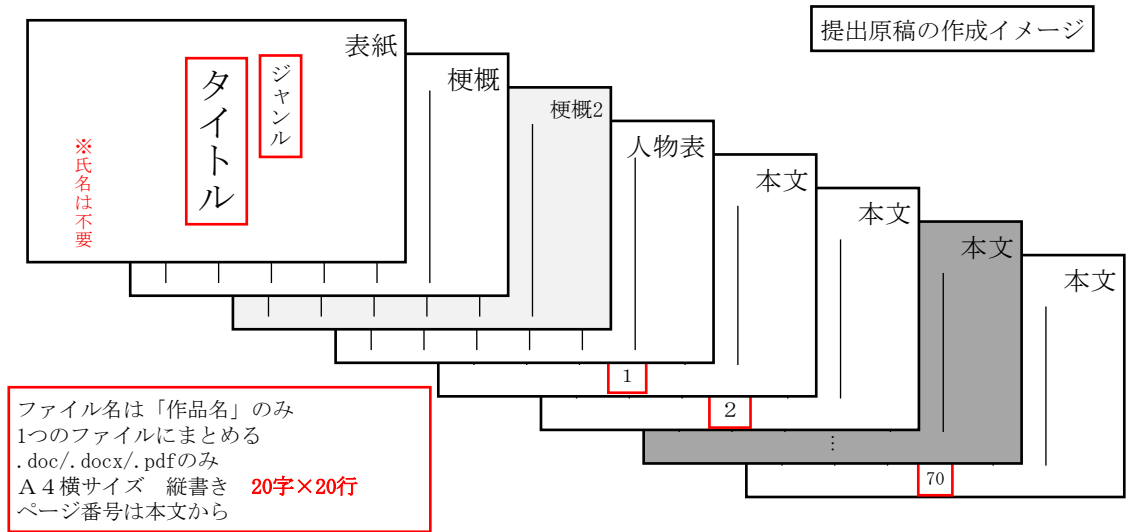 提出原稿の作成イメージ
表紙
ジャンル
タイトル
※氏名は不要
梗概
梗概2
人物表
本文
1
本文
2
本文
⋮
本文
70
ファイル名は「作品名」のみ
1つのファイルにまとめる
.doc/.docx/.pdfのみ
A４横サイズ　縦書き　20字×20行
ページ番号は本文から